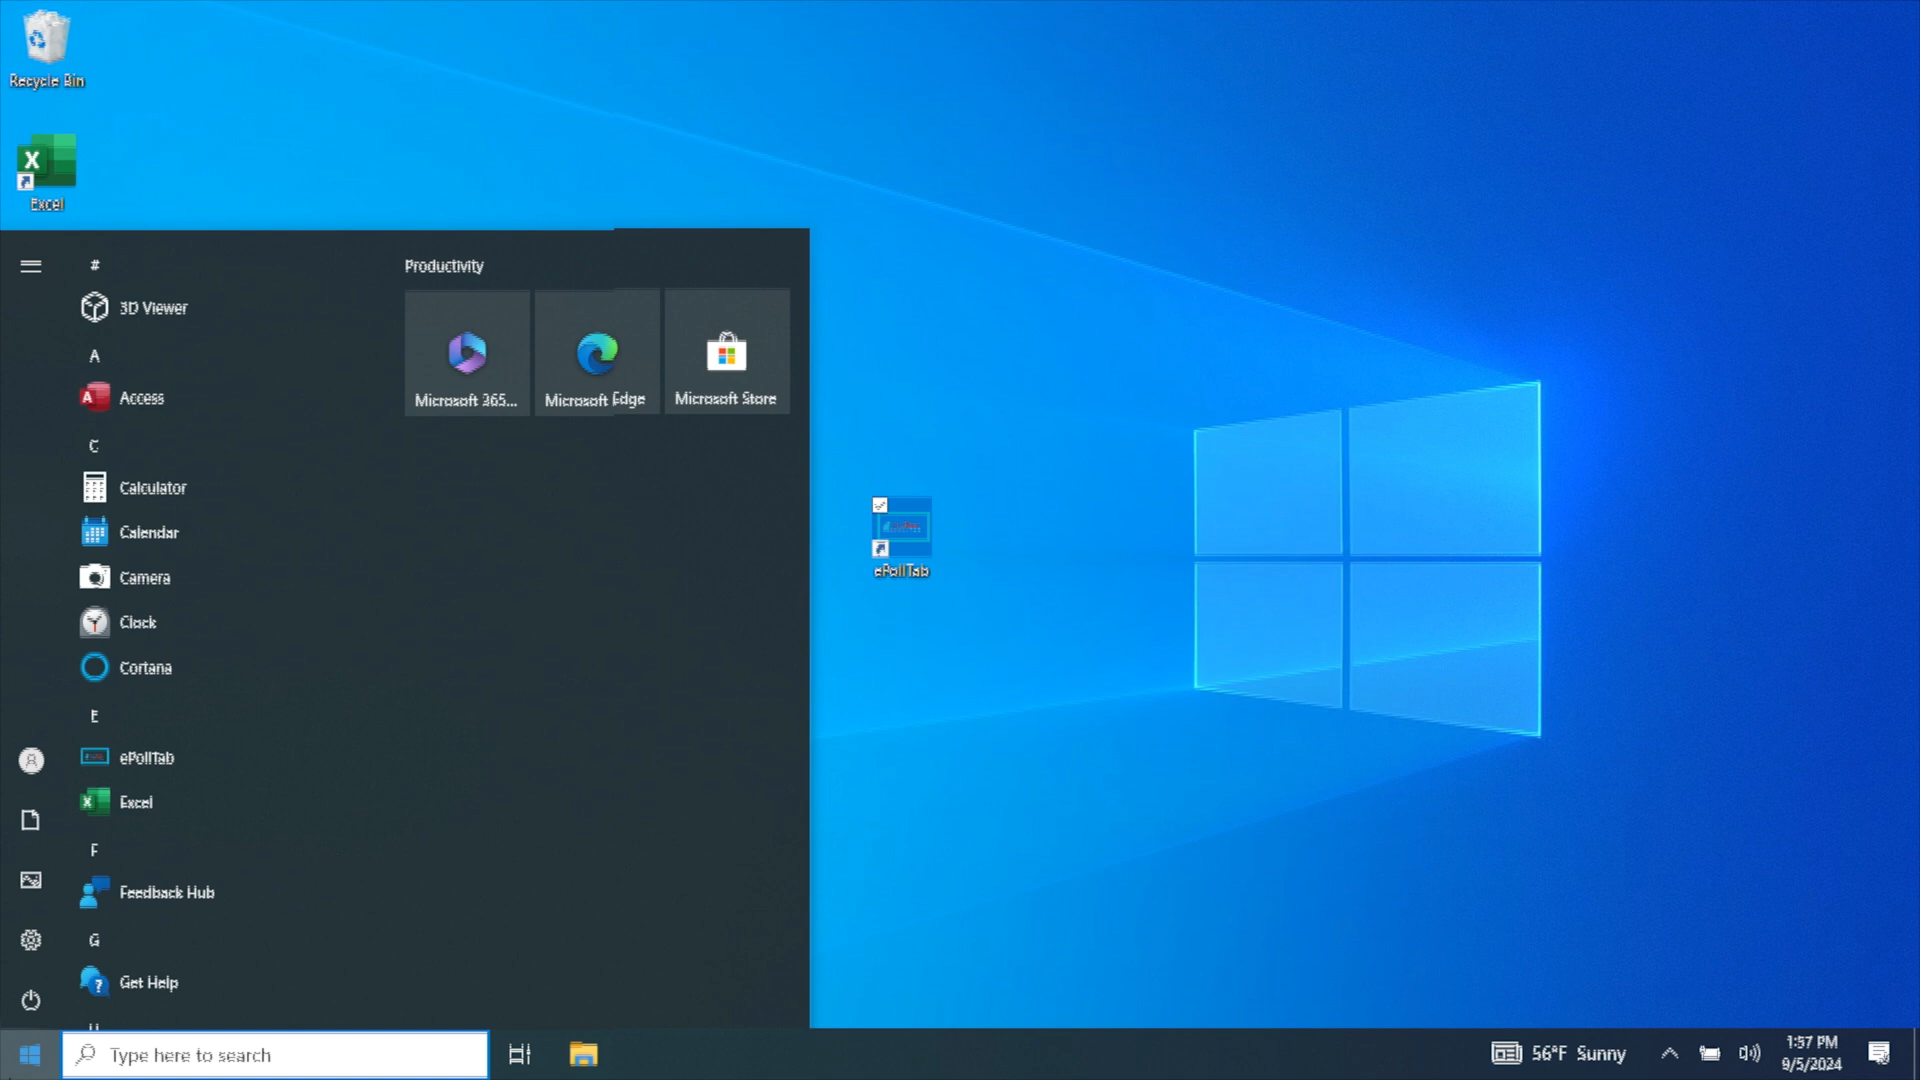 Recycle Bin
Excel
#
3D Viewer
A
Access
C
Calculator
Calendar
Camera
Clock
Cortana
E
ePollTab
Excel
F
Feedback Hub
G
Get Help
Productivity
Microsoft 365...
Microsoft Edge
Microsoft Store
ePollTab
Type here to search
56°F Sunny
1:37 PM
9/5/2024